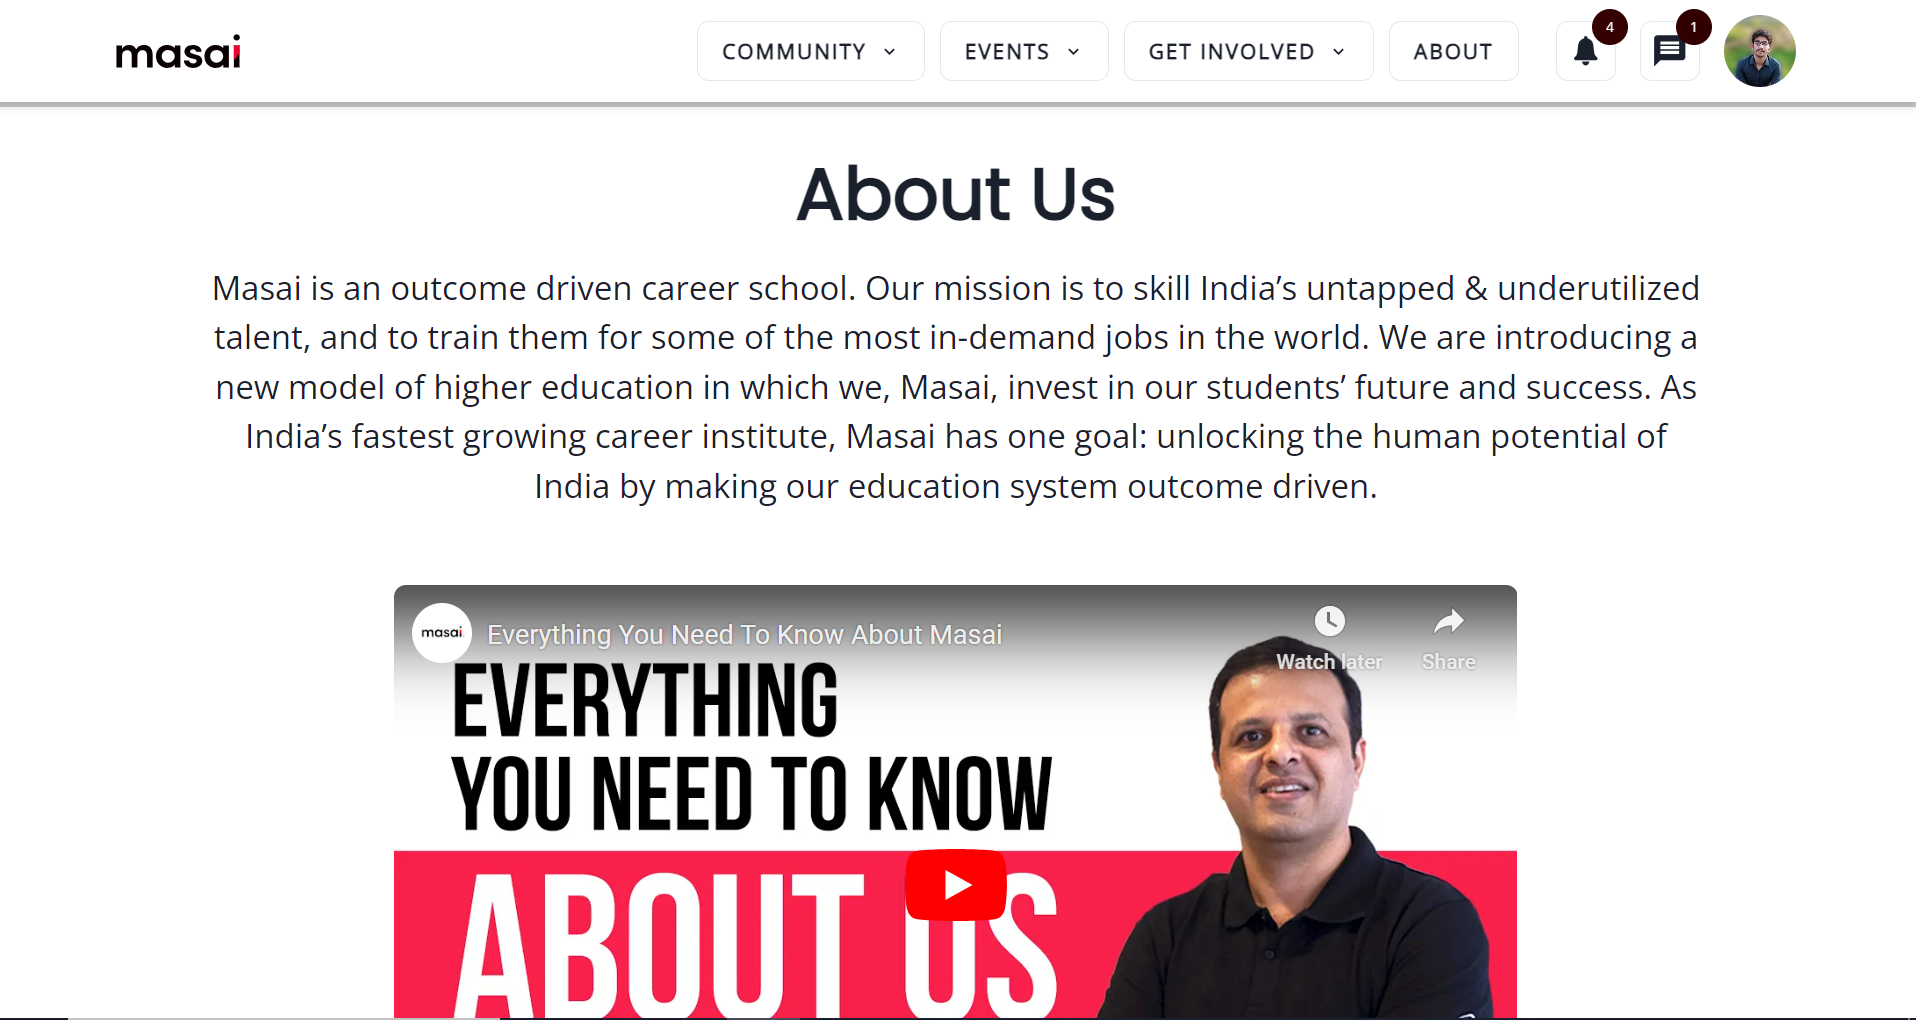 masai
COMMUNITY
EVENTS
GET INVOLVED
ABOUT
4
1
About Us
Masai is an outcome driven career school. Our mission is to skill India’s untapped & underutilized
talent, and to train them for some of the most in-demand jobs in the world. We are introducing a
new model of higher education in which we, Masai, invest in our students’ future and success. As
India’s fastest growing career institute, Masai has one goal: unlocking the human potential of
India by making our education system outcome driven.
masai.
Everything You Need To Know About Masai
Watch later
Share
EVERYTHING
YOU NEED TO KNOW
ABOUT US